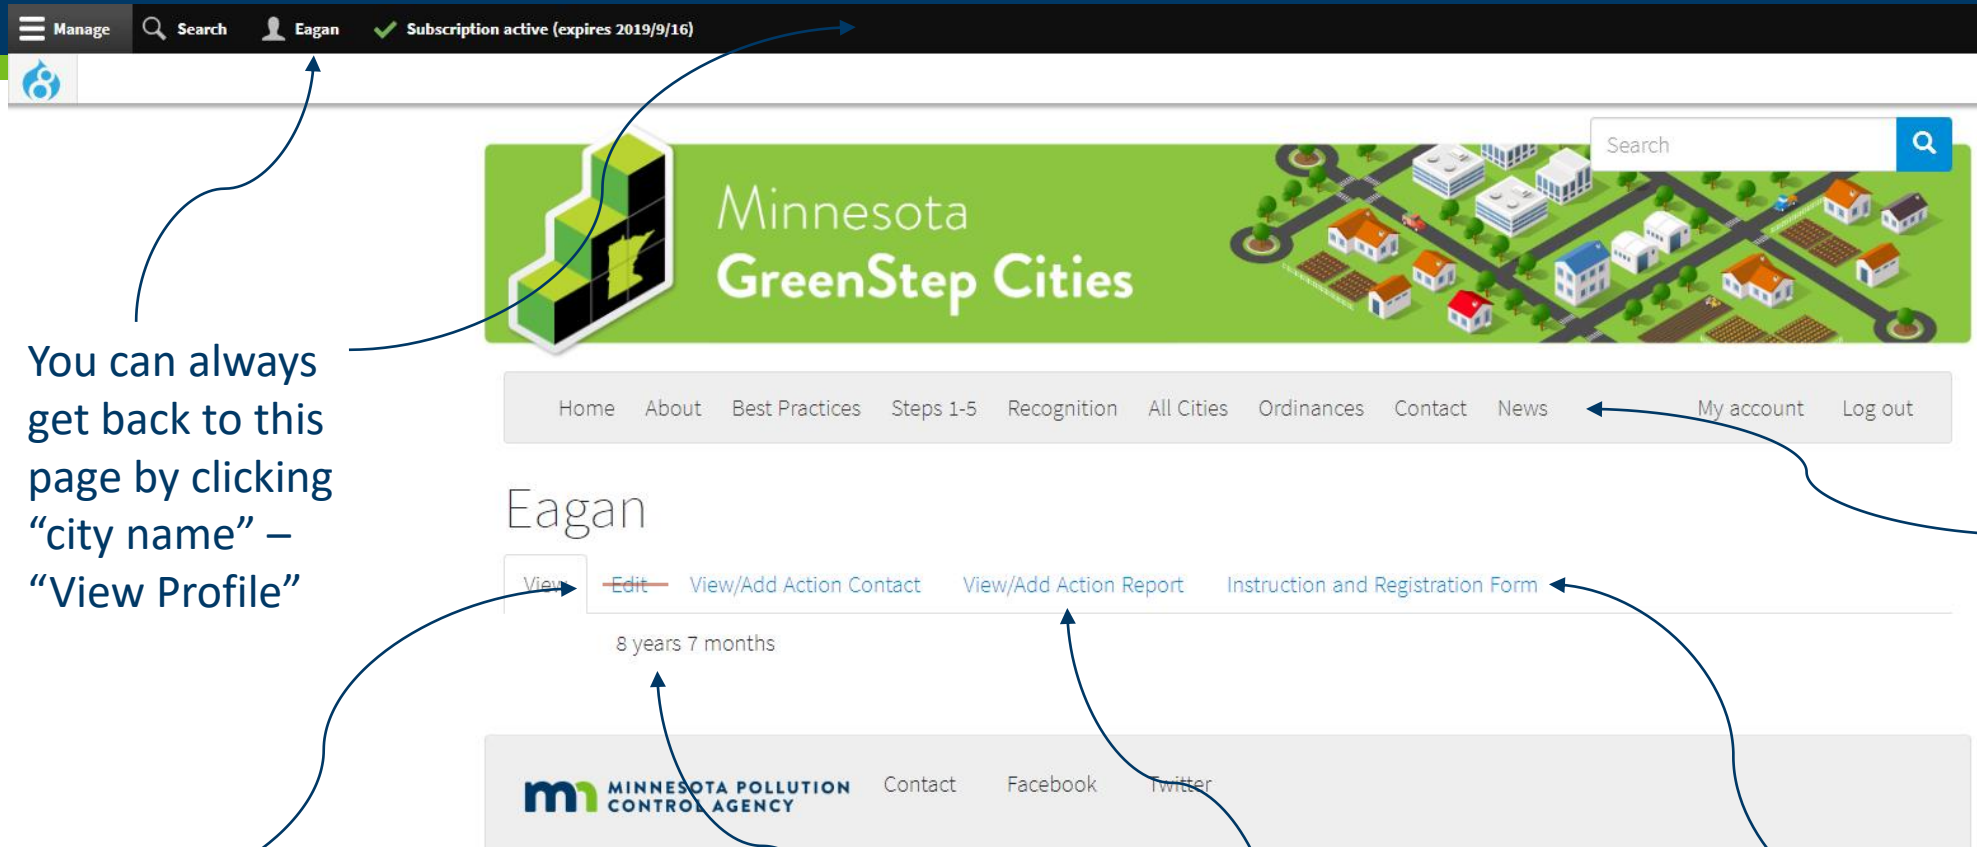 Manage Search Eagan Subscription active (expires 2019/9/16)
Search
Minnesota
GreenStep Cities
You can always
get back to this
page by clicking
“city name” –
“View Profile”
Home About Best Practices Steps 1-5 Recognition All Cities Ordinances Contact News My account Log out
Eagan
View Edit View/Add Action Contact View/Add Action Report Instruction and Registration Form
8 years 7 months
MINNESOTA POLLUTION
CONTROL AGENCY
Contact Facebook Twitter